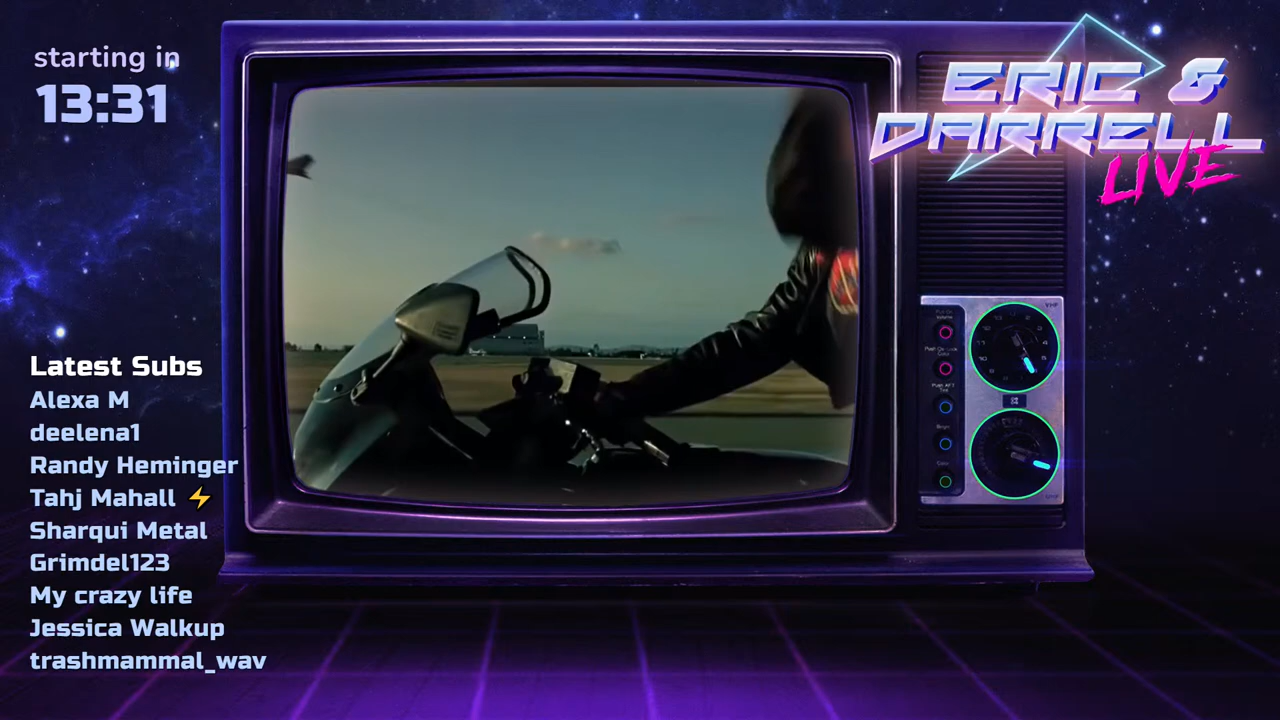 starting in
13:31
ERIC &
DARRELL
LIVE
Latest Subs
Alexa M
deelena1
Randy Heminger
Tahj Mahall ⚡
Sharqui Metal
Grimdel123
My crazy life
Jessica Walkup
trashmammal_wav